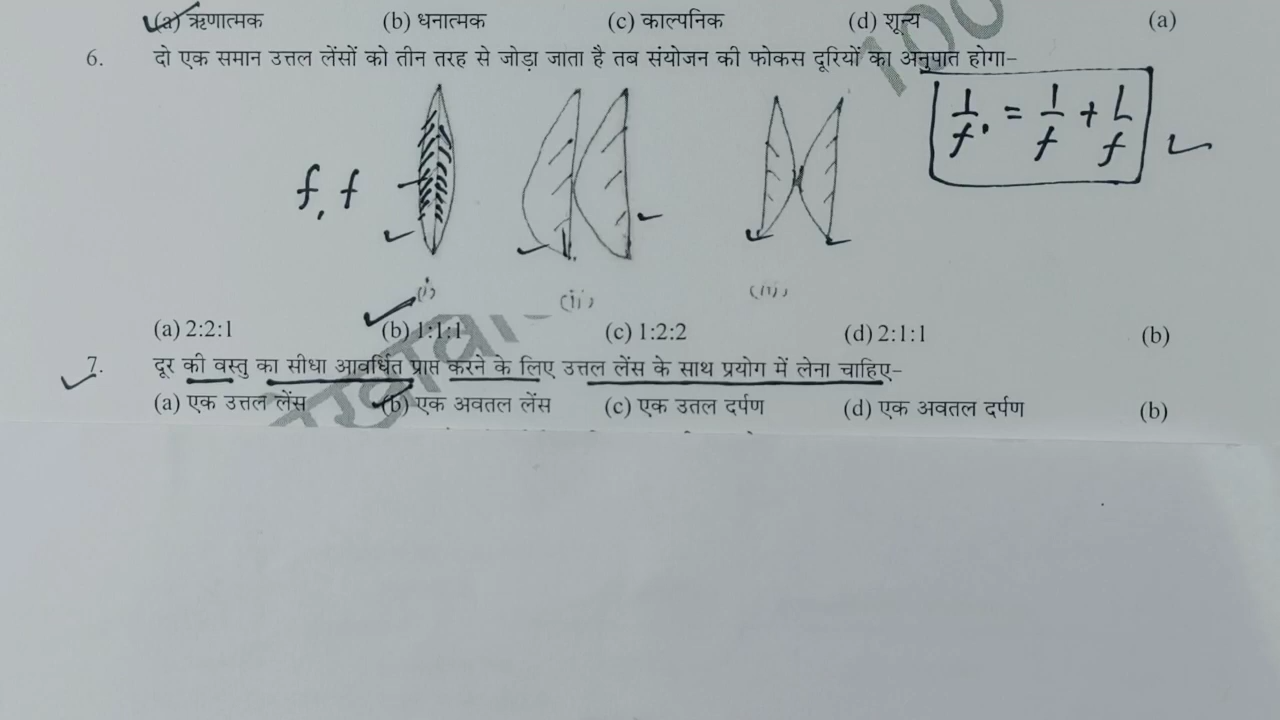 (a) ऋणात्मक (b) धनात्मक (c) काल्पनिक (d) शून्य (a)
100
6. दो एक समान उत्तल लेंसों को तीन तरह से जोड़ा जाता है तब संयोजन की फोकस दूरियों का अनुपात होगा–
1/f. = 1/f + 1/f
f, f
(i) (ii) (iii)
(a) 2:2:1 (b) 1:1:1 (c) 1:2:2 (d) 2:1:1 (b)
7. दूर की वस्तु का सीधा आवर्धित प्राप्त करने के लिए उत्तल लेंस के साथ प्रयोग में लेना चाहिए–
(a) एक उत्तल लेंस (b) एक अवतल लेंस (c) एक उतल दर्पण (d) एक अवतल दर्पण (b)